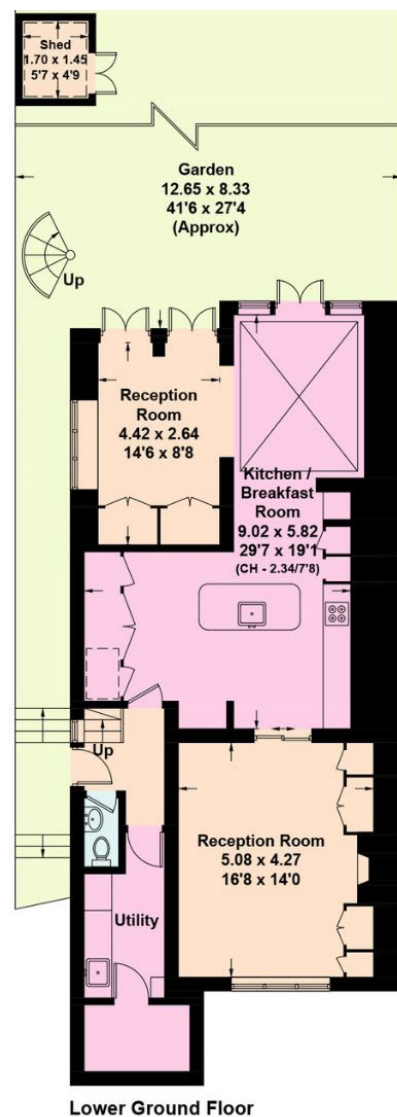 Shed
1.70 x 1.45
5'7 x 4'9
Garden
12.65 x 8.33
41'6 x 27'4
(Approx)
Up
Reception
Room
4.42 x 2.64
14'6 x 8'8
Kitchen /
Breakfast
Room
9.02 x 5.82
29'7 x 19'1
(CH - 2.34/7'8)
Up
Reception Room
5.08 x 4.27
16'8 x 14'0
Utility
Lower Ground Floor